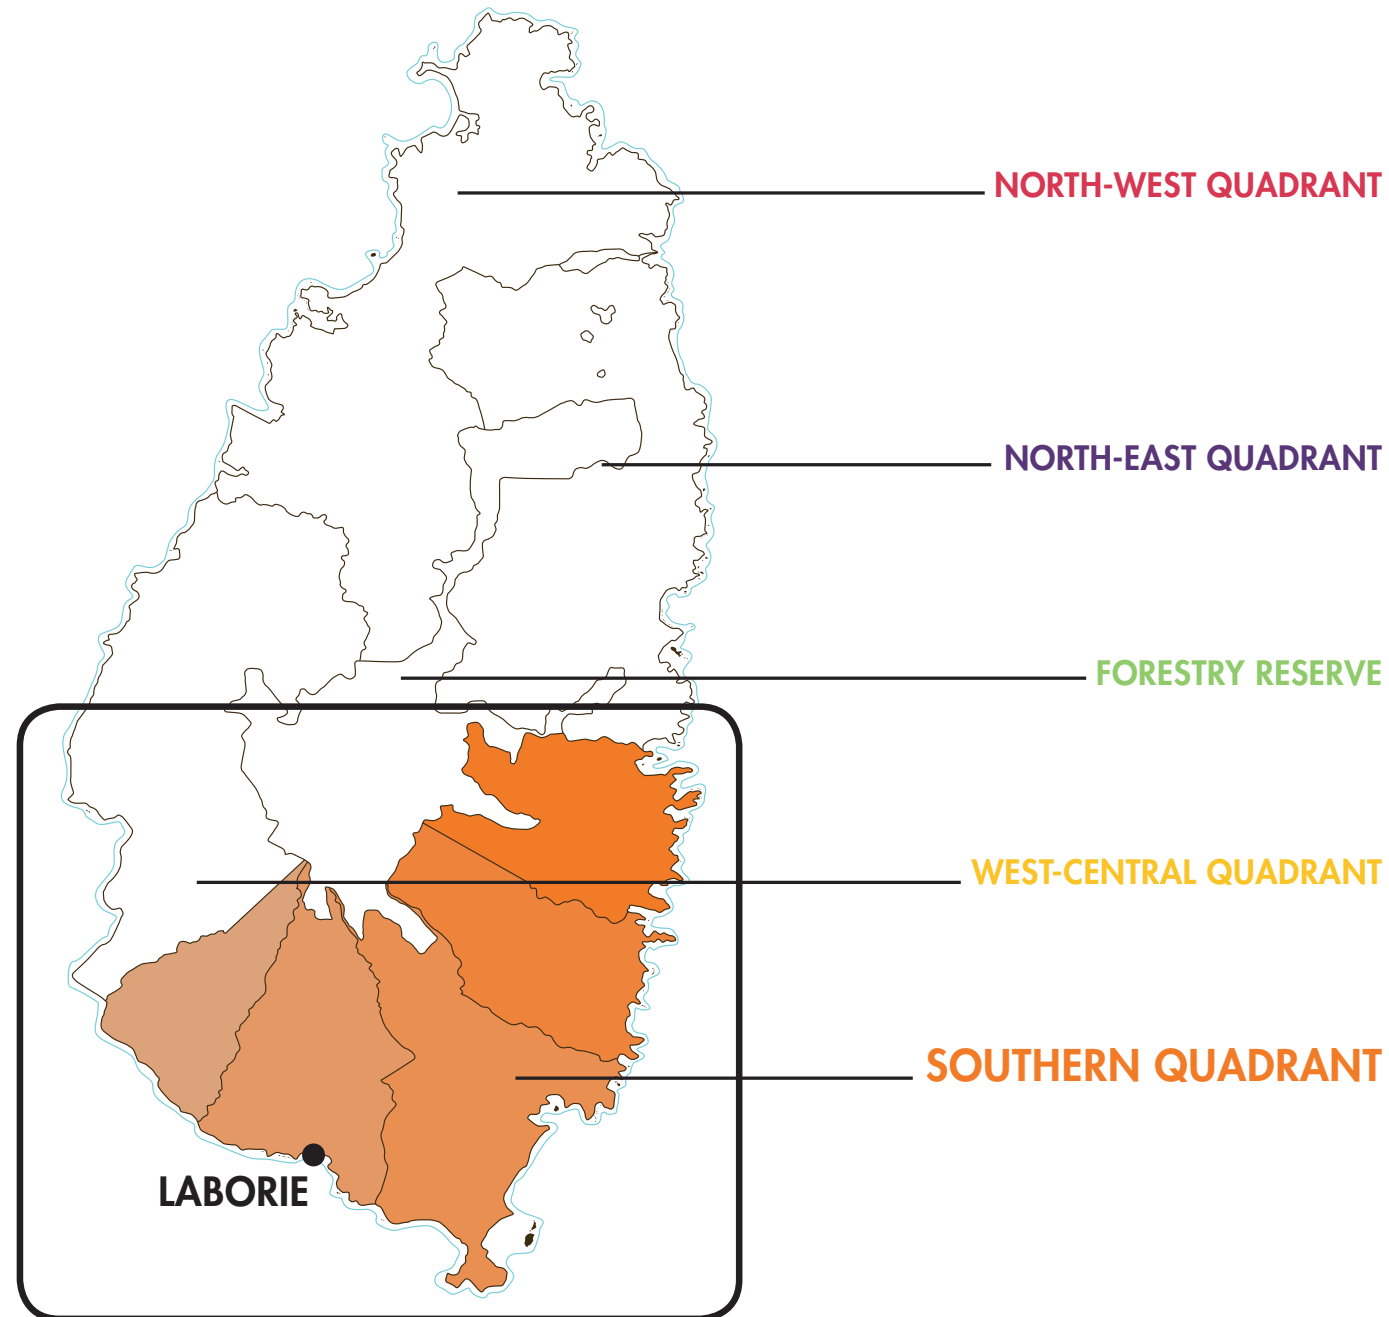 NORTH-WEST QUADRANT
NORTH-EAST QUADRANT
FORESTRY RESERVE
WEST-CENTRAL QUADRANT
SOUTHERN QUADRANT
LABORIE